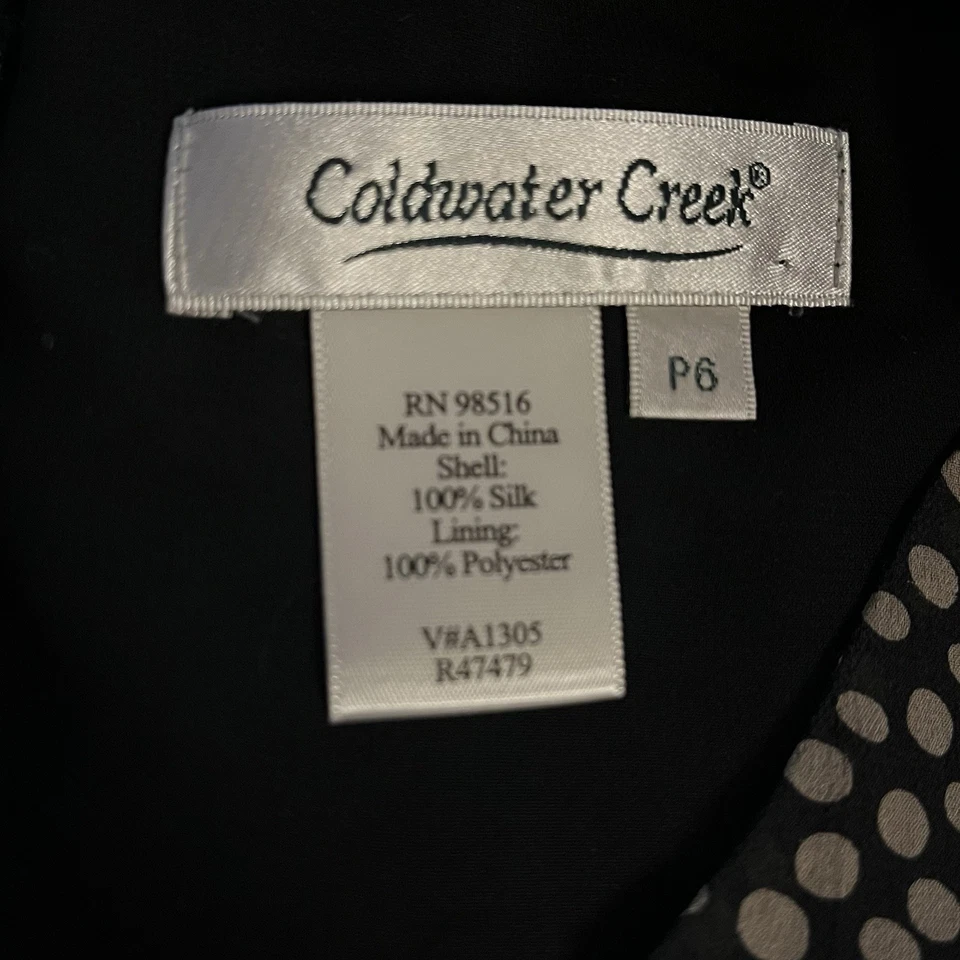 Coldwater Creek®
P6
RN 98516
Made in China
Shell:
100% Silk
Lining:
100% Polyester
V#A1305
R47479